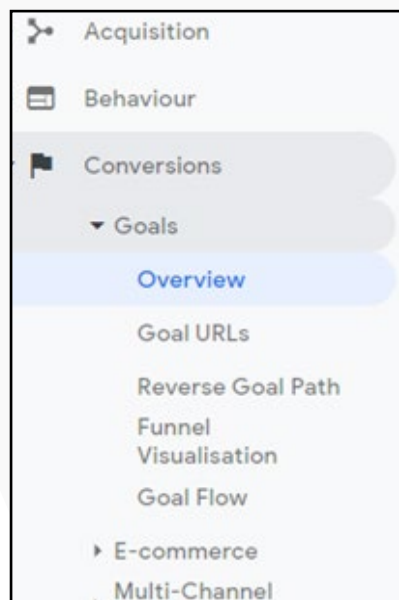 Acquisition
Behaviour
Conversions
Goals
Overview
Goal URLs
Reverse Goal Path
Funnel
Visualisation
Goal Flow
E-commerce
Multi-Channel